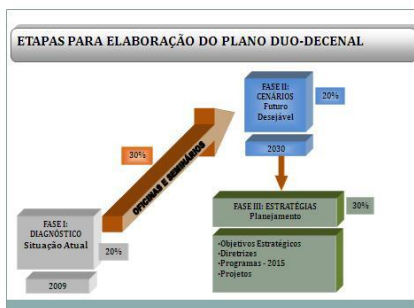 ETAPAS PARA ELABORAÇÃO DO PLANO DUO-DECENAL
FASE II:
CENÁRIOS
Futuro
Desejável
20%
2030
30%
OFICINAS E SEMINÁRIOS
FASE I:
DIAGNÓSTICO
Situação Atual
20%
2009
FASE III: ESTRATÉGIAS
Planejamento
30%
-Objetivos Estratégicos
-Diretrizes
-Programas - 2015
-Projetos